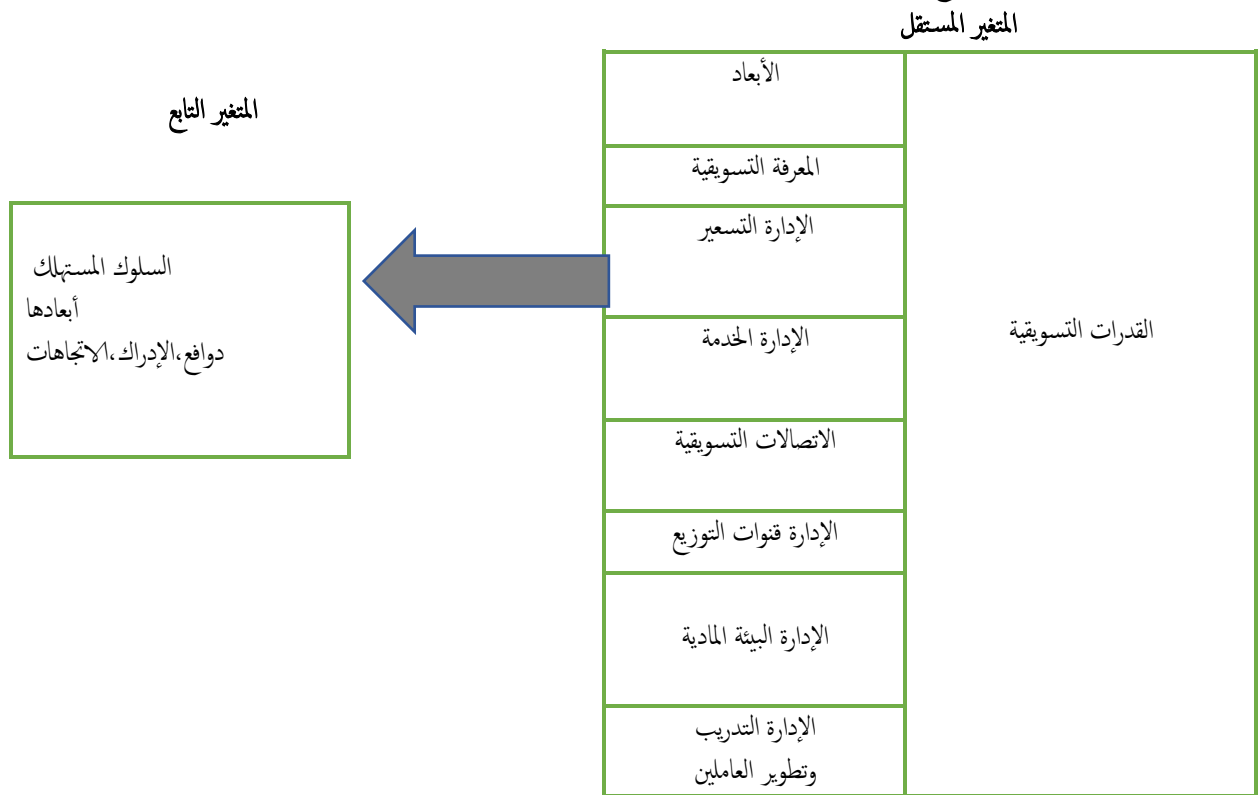 المتغير المستقل
القدرات التسويقية
الأبعاد
المعرفة التسويقية
الإدارة التسعير
الإدارة الخدمة
الاتصالات التسويقية
الإدارة قنوات التوزيع
الإدارة البيئة المادية
الإدارة التدريب
وتطوير العاملين
المتغير التابع
السلوك المستهلك
أبعادها
دوافع،الإدراك،الاتجاهات